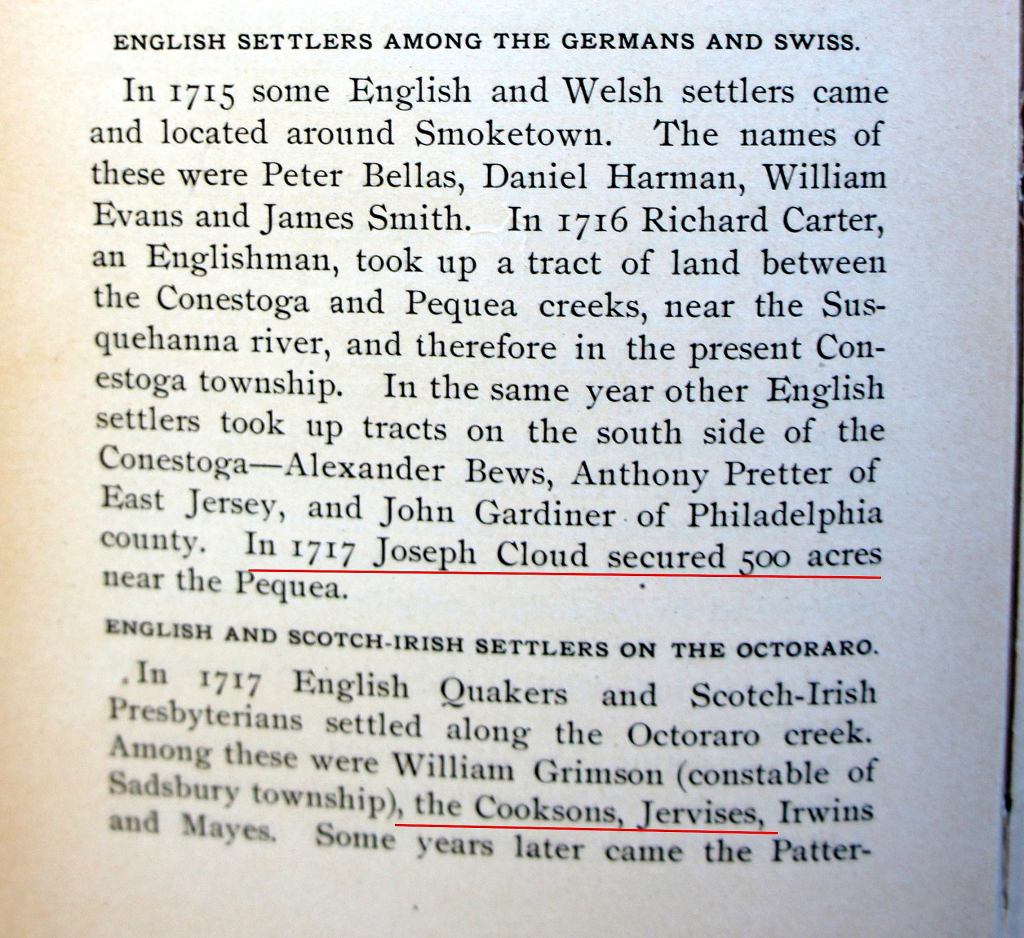 ENGLISH SETTLERS AMONG THE GERMANS AND SWISS.
In 1715 some English and Welsh settlers came
and located around Smoketown. The names of
these were Peter Bellas, Daniel Harman, William
Evans and James Smith. In 1716 Richard Carter,
an Englishman, took up a tract of land between
the Conestoga and Pequea creeks, near the Sus-
quehanna river, and therefore in the present Con-
estoga township. In the same year other English
settlers took up tracts on the south side of the
Conestoga—Alexander Bews, Anthony Pretter of
East Jersey, and John Gardiner of Philadelphia
county. In 1717 Joseph Cloud secured 500 acres
near the Pequea.
ENGLISH AND SCOTCH-IRISH SETTLERS ON THE OCTORARO.
In 1717 English Quakers and Scotch-Irish
Presbyterians settled along the Octoraro creek.
Among these were William Grimson (constable of
Sadsbury township), the Cooksons, Jervises, Irwins
and Mayes. Some years later came the Patter-